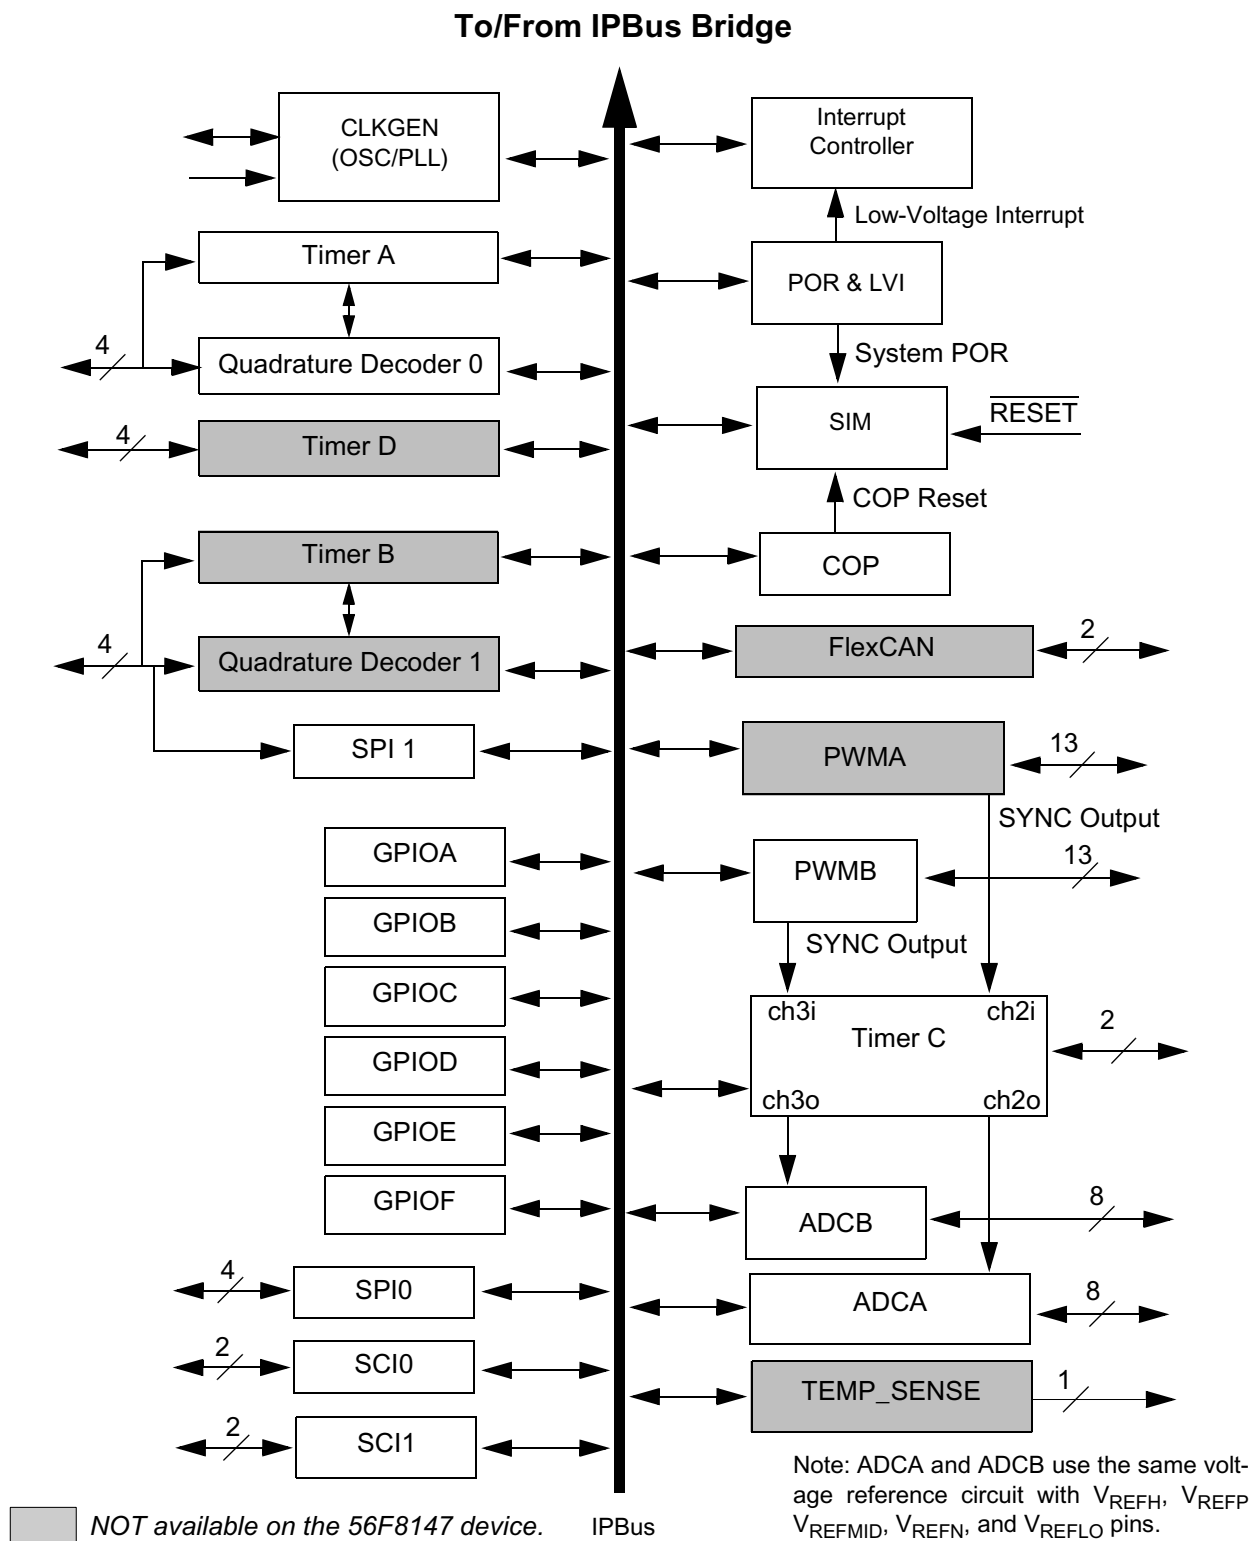 To/From IPBus Bridge
CLKGEN
(OSC/PLL)
Interrupt
Controller
Low-Voltage Interrupt
Timer A
POR & LVI
4
Quadrature Decoder 0
System POR
SIM
RESET
4
Timer D
COP Reset
Timer B
COP
4
Quadrature Decoder 1
FlexCAN
2
SPI 1
PWMA
13
SYNC Output
GPIOA
PWMB
13
GPIOB
SYNC Output
GPIOC
ch3i
ch2i
Timer C
2
GPIOD
ch3o
ch2o
GPIOE
GPIOF
ADCB
8
4
SPI0
ADCA
8
2
SCI0
TEMP_SENSE
1
2
SCI1
Note: ADCA and ADCB use the same volt-
age reference circuit with VREFH, VREFP
VREFMID, VREFN, and VREFLO pins.
NOT available on the 56F8147 device.
IPBus